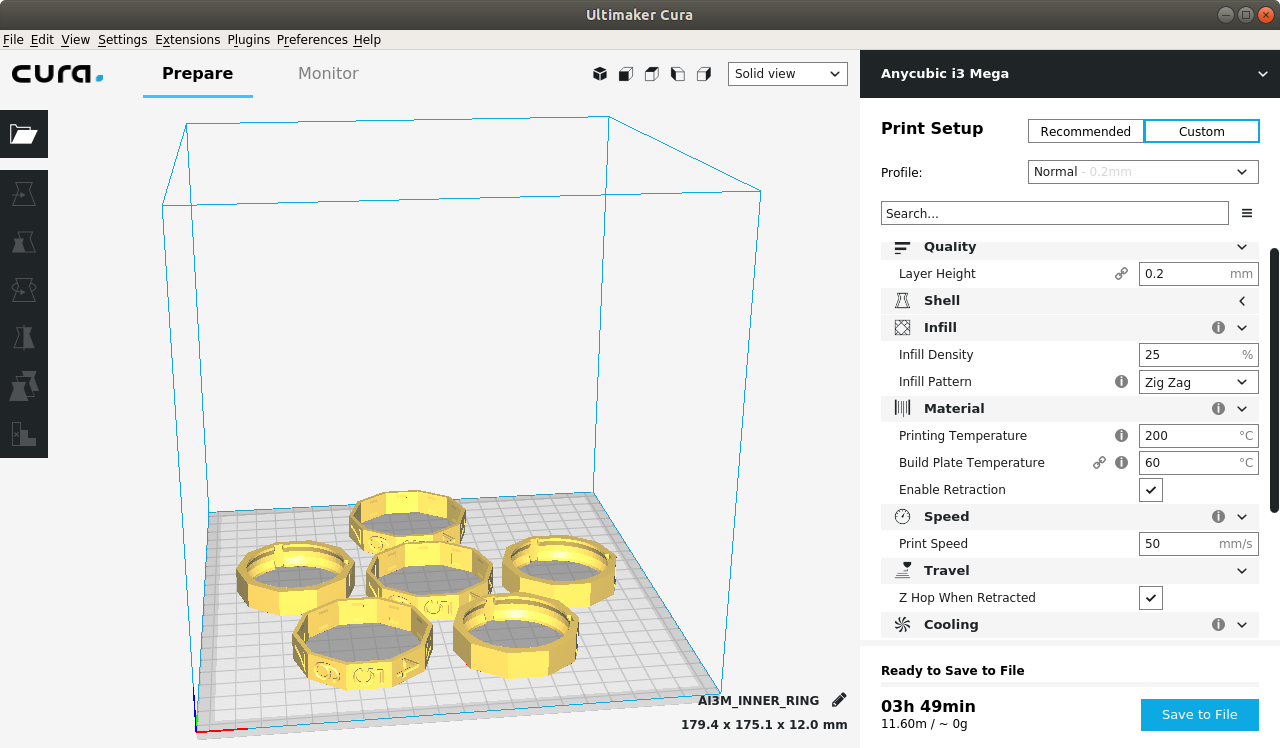 Ultimaker Cura
File Edit View Settings Extensions Plugins Preferences Help
cura.
Prepare
Monitor
Solid view
Anycubic i3 Mega
Print Setup
Recommended
Custom
Profile:
Normal - 0.2mm
Search...
Quality
Layer Height 0.2 mm
Shell
Infill
Infill Density 25 %
Infill Pattern Zig Zag
Material
Printing Temperature 200 °C
Build Plate Temperature 60 °C
Enable Retraction
Speed
Print Speed 50 mm/s
Travel
Z Hop When Retracted
Cooling
5
6 5 4
AI3M_INNER_RING
179.4 x 175.1 x 12.0 mm
Ready to Save to File
03h 49min
11.60m / ~ 0g
Save to File